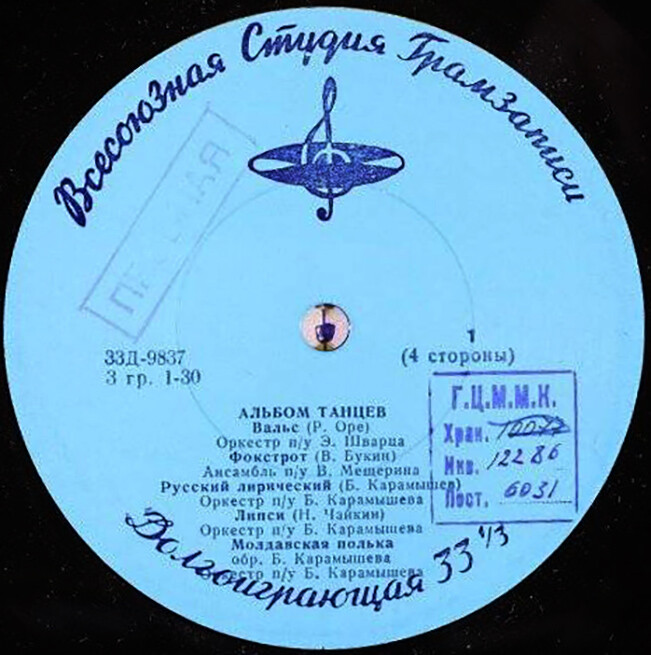 Всесоюзная Студия Грамзаписи
33Д-9837
3 гр. 1-30
1
(4 стороны)
АЛЬБОМ ТАНЦЕВ
Вальс (Р. Оре)
Оркестр п/у Э. Шварца
Фокстрот (В. Букин)
Ансамбль п/у В. Мещерина
Русский лирический (Б. Карамышев)
Оркестр п/у Б. Карамышева
Липси (Н. Чайкин)
Оркестр п/у Б. Карамышева
Молдавская полька
обр. Б. Карамышева
Оркестр п/у Б. Карамышева
Долгоиграющая 33 1/3
Г.Ц.М.М.К.
Хран.
Инв. 12286
Пост. 6031